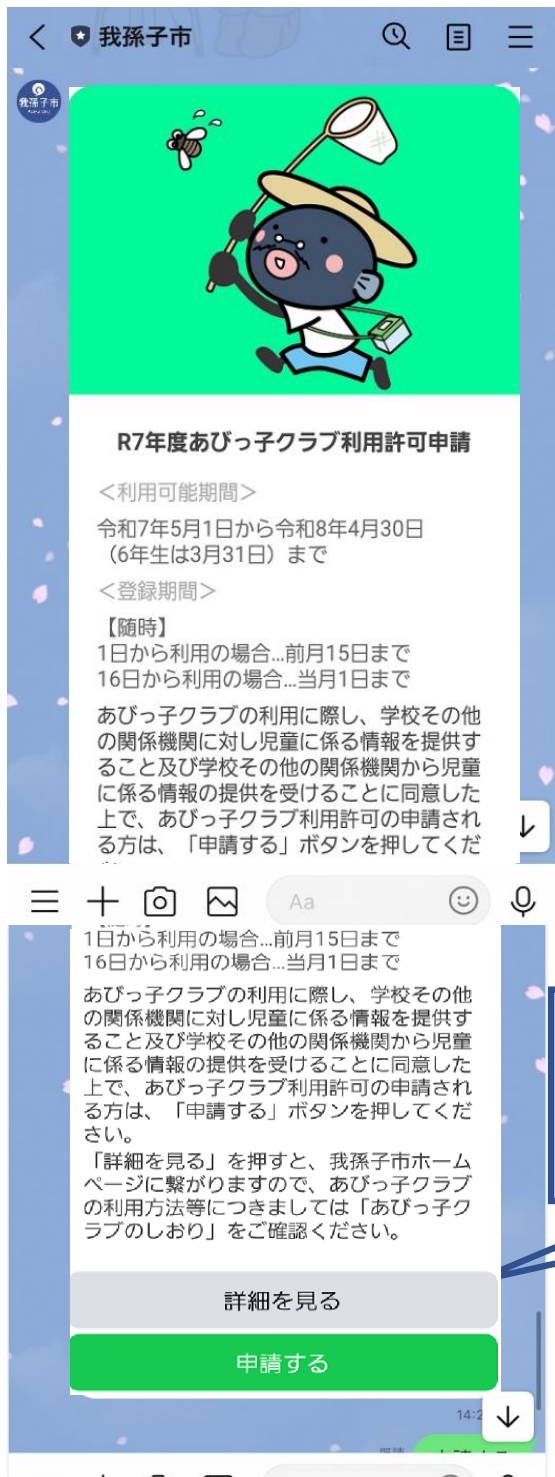 我孫子市
我孫子市
R7年度あびっ子クラブ利用許可申請
＜利用可能期間＞
令和7年5月1日から令和8年4月30日
（6年生は3月31日）まで
＜登録期間＞
【随時】
1日から利用の場合…前月15日まで
16日から利用の場合…当月1日まで
あびっ子クラブの利用に際し、学校その他
の関係機関に対し児童に係る情報を提供す
ること及び学校その他の関係機関から児童
に係る情報の提供を受けることに同意した
上で、あびっ子クラブ利用許可の申請され
る方は、「申請する」ボタンを押してくだ
Aa
1日から利用の場合…前月15日まで
16日から利用の場合…当月1日まで
あびっ子クラブの利用に際し、学校その他
の関係機関に対し児童に係る情報を提供す
ること及び学校その他の関係機関から児童
に係る情報の提供を受けることに同意した
上で、あびっ子クラブ利用許可の申請され
る方は、「申請する」ボタンを押してくだ
さい。
「詳細を見る」を押すと、我孫子市ホーム
ページに繋がりますので、あびっ子クラブ
の利用方法等につきましては「あびっ子ク
ラブのしおり」をご確認ください。
詳細を見る
申請する
14:2